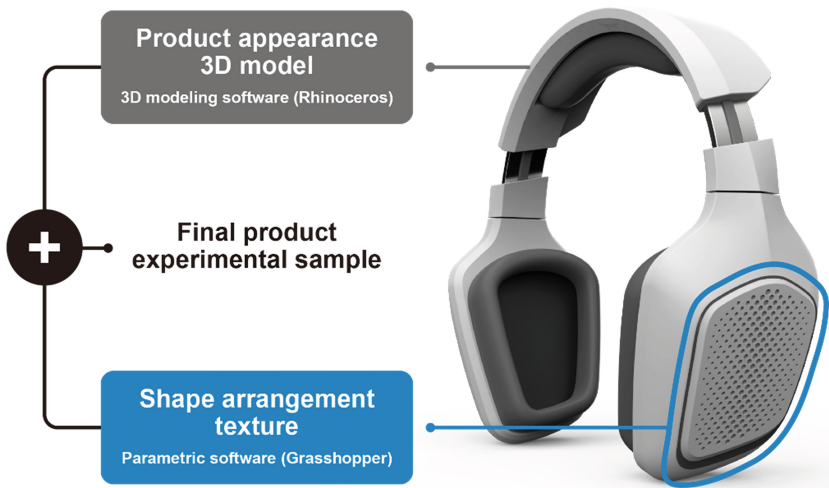 Product appearance
3D model
3D modeling software (Rhinoceros)
Final product
experimental sample
Shape arrangement
texture
Parametric software (Grasshopper)